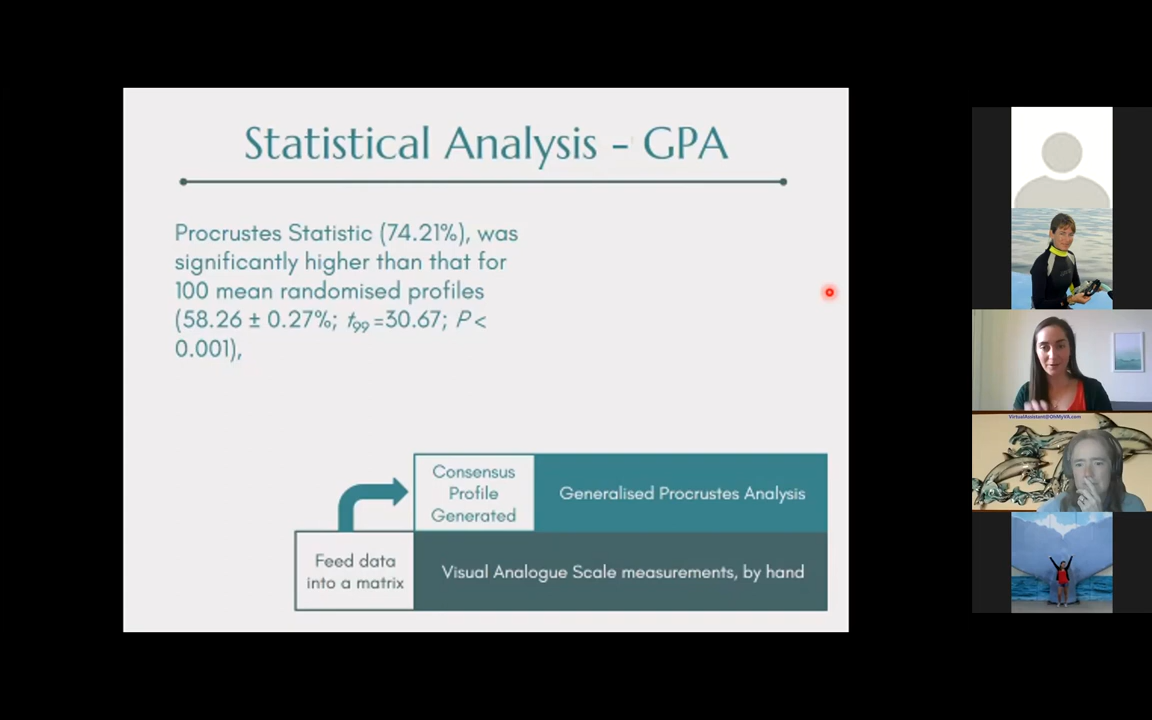 Statistical Analysis - GPA
Procrustes Statistic (74.21%), was
significantly higher than that for
100 mean randomised profiles
(58.26 ± 0.27%; t99 =30.67; P <
0.001),
Consensus
Profile
Generated
Generalised Procrustes Analysis
Feed data
into a matrix
Visual Analogue Scale measurements, by hand
VirtualAssistant@OhMyVA.com